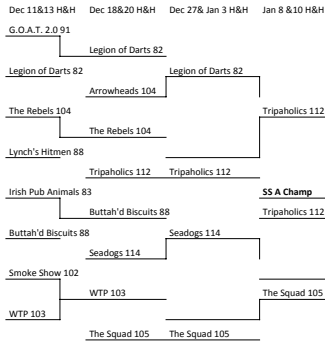 Dec 11&13 H&H Dec 18&20 H&H Dec 27& Jan 3 H&H Jan 8 &10 H&H
G.O.A.T. 2.0 91
Legion of Darts 82
Legion of Darts 82 Legion of Darts 82
Arrowheads 104
The Rebels 104 Tripaholics 112
The Rebels 104
Lynch's Hitmen 88
Tripaholics 112 Tripaholics 112
Irish Pub Animals 83 SS A Champ
Buttah'd Biscuits 88 Tripaholics 112
Buttah'd Biscuits 88 Seadogs 114
Seadogs 114
Smoke Show 102
WTP 103 The Squad 105
WTP 103
The Squad 105 The Squad 105